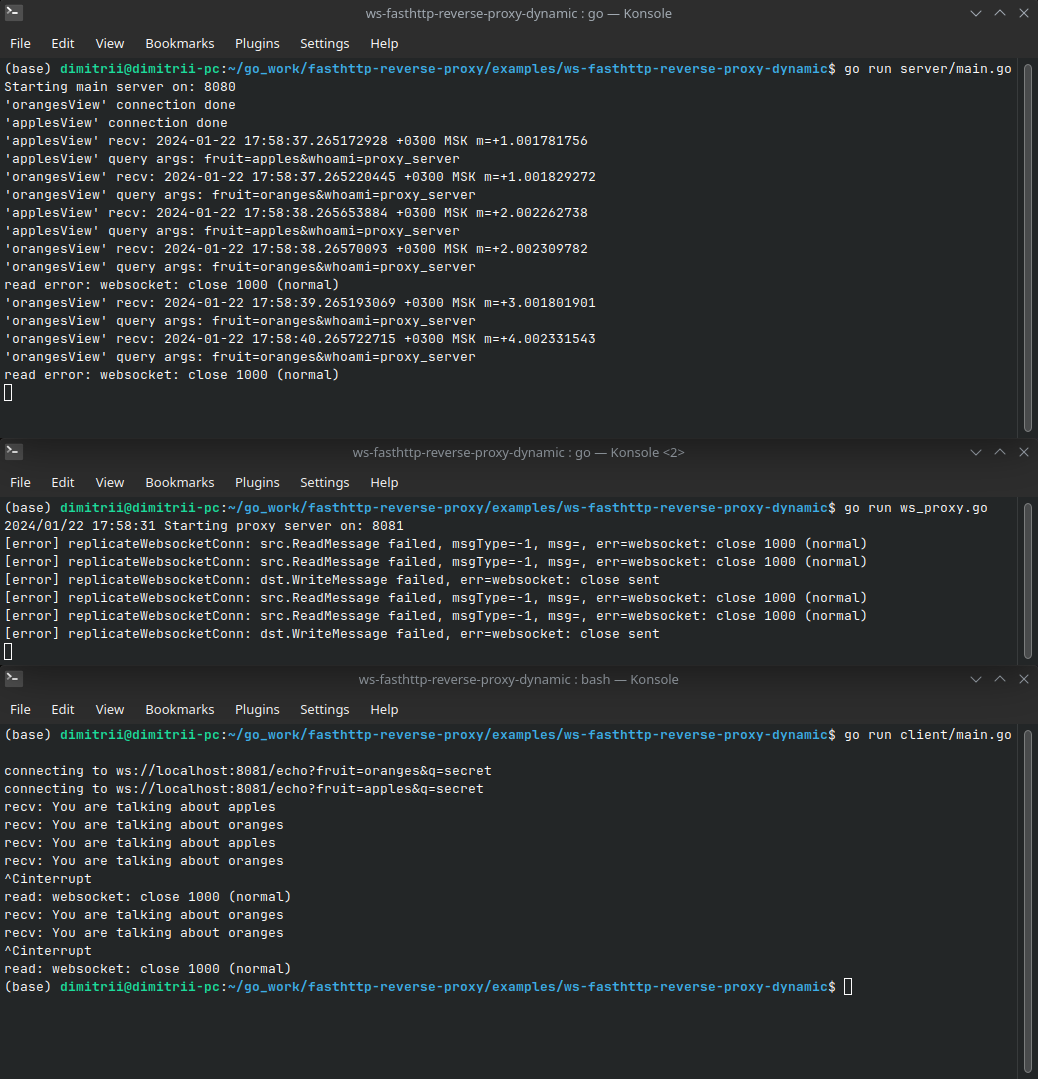 ws-fasthttp-reverse-proxy-dynamic : go — Konsole
File Edit View Bookmarks Plugins Settings Help
(base) dimitrii@dimitrii-pc:~/go_work/fasthttp-reverse-proxy/examples/ws-fasthttp-reverse-proxy-dynamic$ go run server/main.go
Starting main server on: 8080
'orangesView' connection done
'applesView' connection done
'applesView' recv: 2024-01-22 17:58:37.265172928 +0300 MSK m=+1.001781756
'applesView' query args: fruit=apples&whoami=proxy_server
'orangesView' recv: 2024-01-22 17:58:37.265220445 +0300 MSK m=+1.001829272
'orangesView' query args: fruit=oranges&whoami=proxy_server
'applesView' recv: 2024-01-22 17:58:38.265653884 +0300 MSK m=+2.002262738
'applesView' query args: fruit=apples&whoami=proxy_server
'orangesView' recv: 2024-01-22 17:58:38.26570093 +0300 MSK m=+2.002309782
'orangesView' query args: fruit=oranges&whoami=proxy_server
read error: websocket: close 1000 (normal)
'orangesView' recv: 2024-01-22 17:58:39.265193069 +0300 MSK m=+3.001801901
'orangesView' query args: fruit=oranges&whoami=proxy_server
'orangesView' recv: 2024-01-22 17:58:40.265722715 +0300 MSK m=+4.002331543
'orangesView' query args: fruit=oranges&whoami=proxy_server
read error: websocket: close 1000 (normal)
ws-fasthttp-reverse-proxy-dynamic : go — Konsole <2>
File Edit View Bookmarks Plugins Settings Help
(base) dimitrii@dimitrii-pc:~/go_work/fasthttp-reverse-proxy/examples/ws-fasthttp-reverse-proxy-dynamic$ go run ws_proxy.go
2024/01/22 17:58:31 Starting proxy server on: 8081
[error] replicateWebsocketConn: src.ReadMessage failed, msgType=-1, msg=, err=websocket: close 1000 (normal)
[error] replicateWebsocketConn: src.ReadMessage failed, msgType=-1, msg=, err=websocket: close 1000 (normal)
[error] replicateWebsocketConn: dst.WriteMessage failed, err=websocket: close sent
[error] replicateWebsocketConn: src.ReadMessage failed, msgType=-1, msg=, err=websocket: close 1000 (normal)
[error] replicateWebsocketConn: src.ReadMessage failed, msgType=-1, msg=, err=websocket: close 1000 (normal)
[error] replicateWebsocketConn: dst.WriteMessage failed, err=websocket: close sent
ws-fasthttp-reverse-proxy-dynamic : bash — Konsole
File Edit View Bookmarks Plugins Settings Help
(base) dimitrii@dimitrii-pc:~/go_work/fasthttp-reverse-proxy/examples/ws-fasthttp-reverse-proxy-dynamic$ go run client/main.go
connecting to ws://localhost:8081/echo?fruit=oranges&q=secret
connecting to ws://localhost:8081/echo?fruit=apples&q=secret
recv: You are talking about apples
recv: You are talking about oranges
recv: You are talking about apples
recv: You are talking about oranges
^Cinterrupt
read: websocket: close 1000 (normal)
recv: You are talking about oranges
recv: You are talking about oranges
^Cinterrupt
read: websocket: close 1000 (normal)
(base) dimitrii@dimitrii-pc:~/go_work/fasthttp-reverse-proxy/examples/ws-fasthttp-reverse-proxy-dynamic$